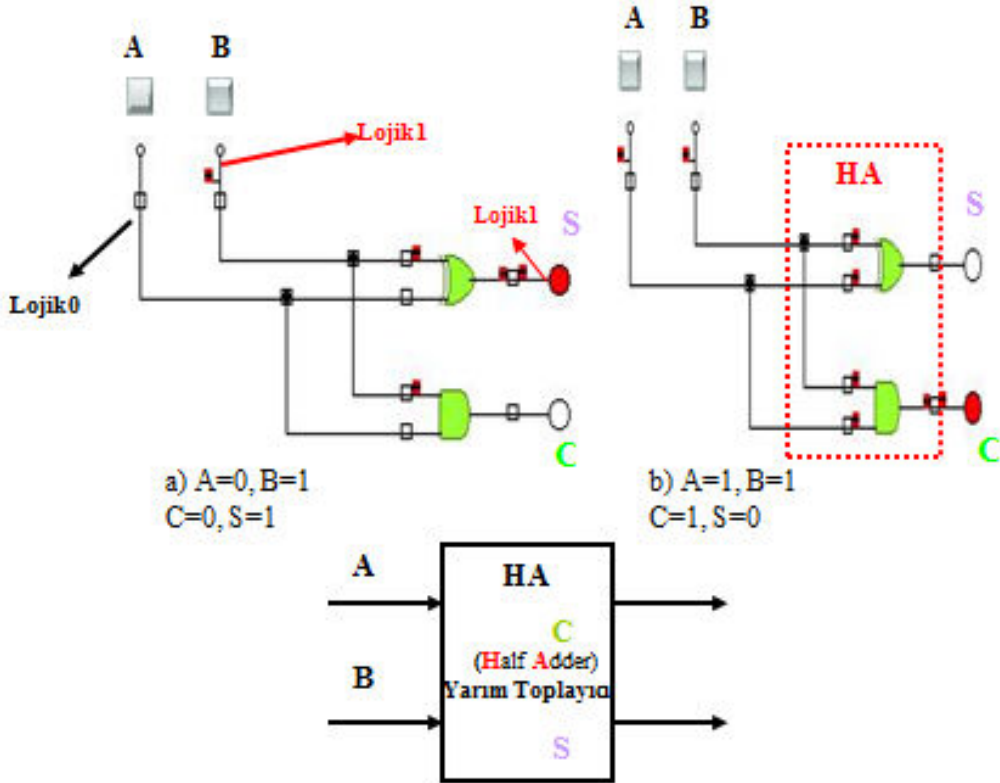 A B
Lojik1
Lojik0
Lojik1
S
C
a) A=0, B=1
C=0, S=1
A B
HA
S
C
b) A=1, B=1
C=1, S=0
A
B
HA
C
(Half Adder)
Yarım Toplayıcı
S